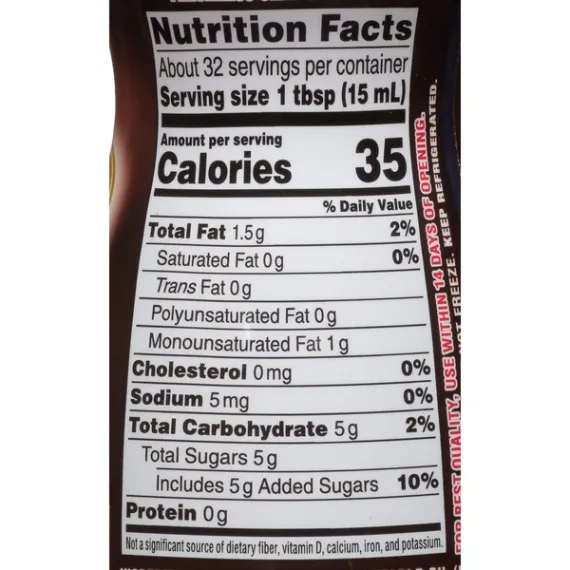 Nutrition Facts
About 32 servings per container
Serving size 1 tbsp (15 mL)
Amount per serving
Calories 35
% Daily Value
Total Fat 1.5g 2%
Saturated Fat 0g 0%
Trans Fat 0g
Polyunsaturated Fat 0g
Monounsaturated Fat 1g
Cholesterol 0mg 0%
Sodium 5mg 0%
Total Carbohydrate 5g 2%
Total Sugars 5g
Includes 5g Added Sugars 10%
Protein 0g
Not a significant source of dietary fiber, vitamin D, calcium, iron, and potassium.
FOR BEST QUALITY, USE WITHIN 14 DAYS OF OPENING.
NOT FREEZE. KEEP REFRIGERATED.